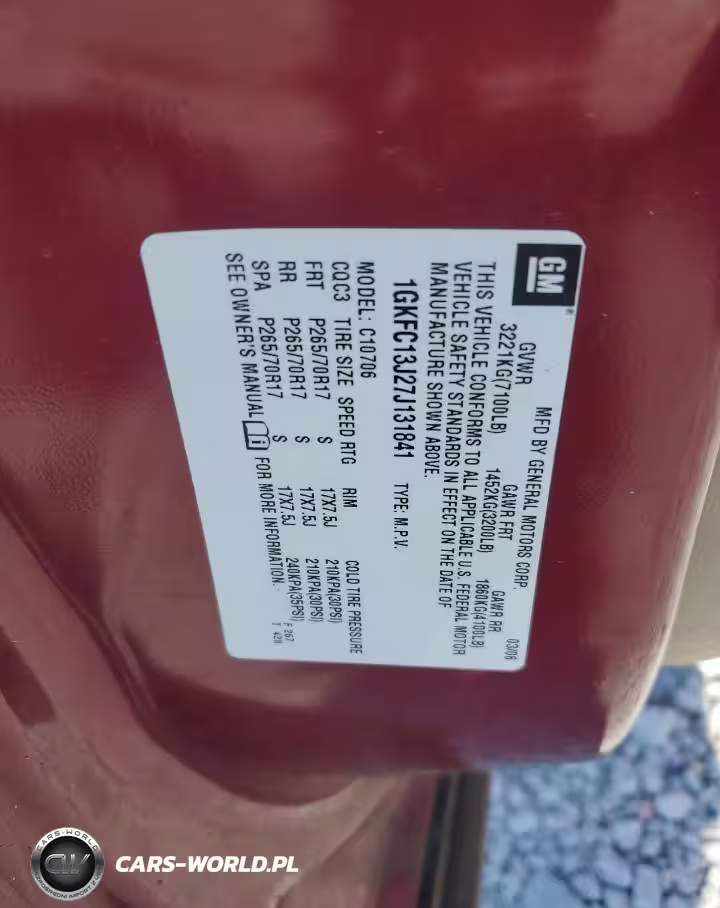 GM
MFD BY GENERAL MOTORS CORP. 03/06
GVWR GAWR FRT GAWR RR
3221KG(7100LB) 1452KG(3200LB) 1860KG(4100LB)
THIS VEHICLE CONFORMS TO ALL APPLICABLE U.S. FEDERAL MOTOR
VEHICLE SAFETY STANDARDS IN EFFECT ON THE DATE OF
MANUFACTURE SHOWN ABOVE.
1GKFC13J27J131841 TYPE: M.P.V.
MODEL: C10706
CQC3 TIRE SIZE SPEED RTG RIM COLD TIRE PRESSURE
FRT P265/70R17 S 17X7.5J 210KPA(30PSI)
RR P265/70R17 S 17X7.5J 210KPA(30PSI)
SPA P265/70R17 S 17X7.5J 240KPA(35PSI)
SEE OWNER'S MANUAL FOR MORE INFORMATION.
F 267
CARS-WORLD
CARS-WORLD.PL